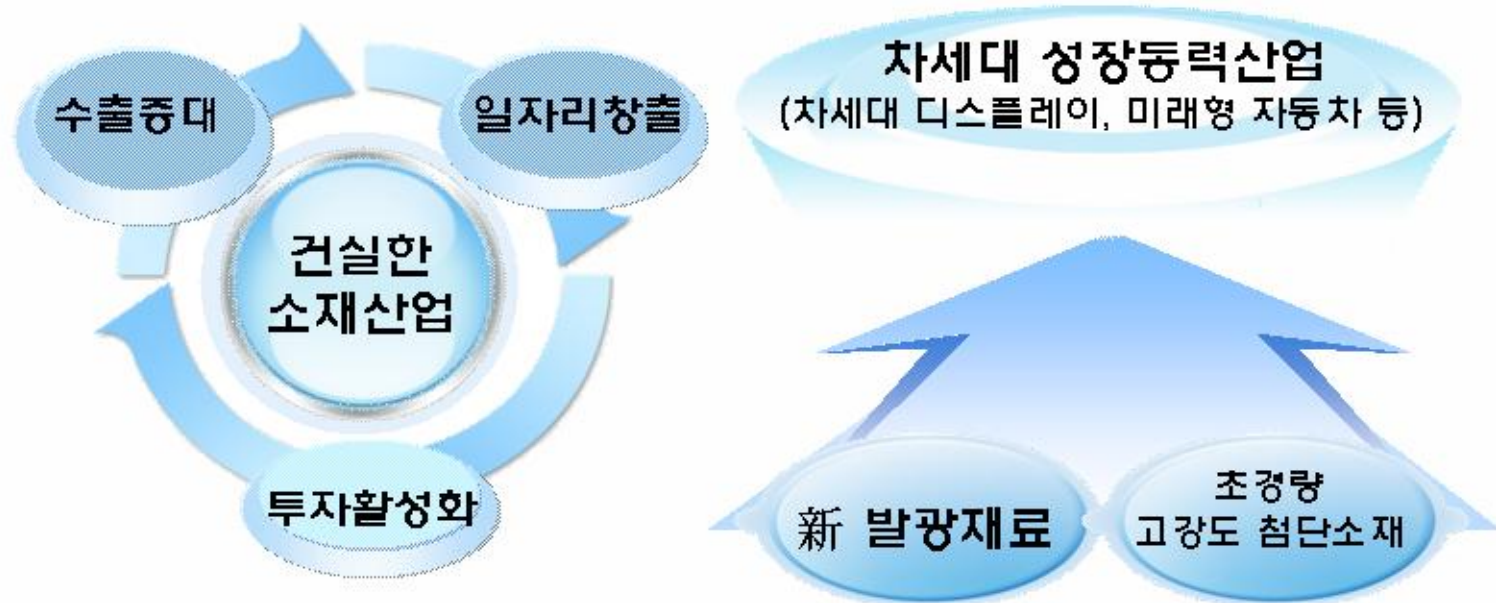 수출증대
일자리창출
건실한
소재산업
투자활성화
차세대 성장동력산업
(차세대 디스플레이, 미래형 자동차 등)
新 발광재료
초경량
고강도 첨단소재